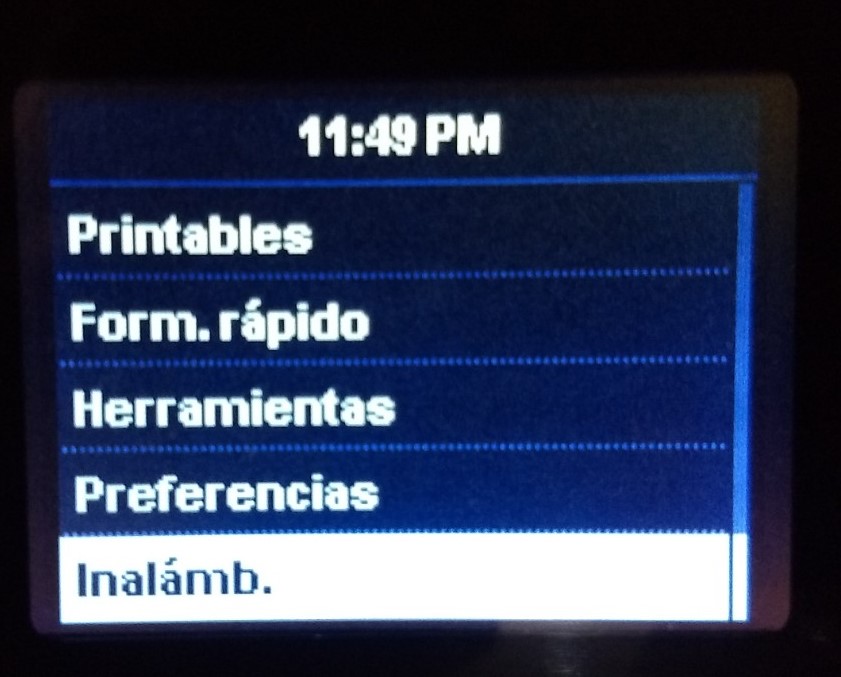 11:49 PM
Printables
Form. rápido
Herramientas
Preferencias
Inalámb.